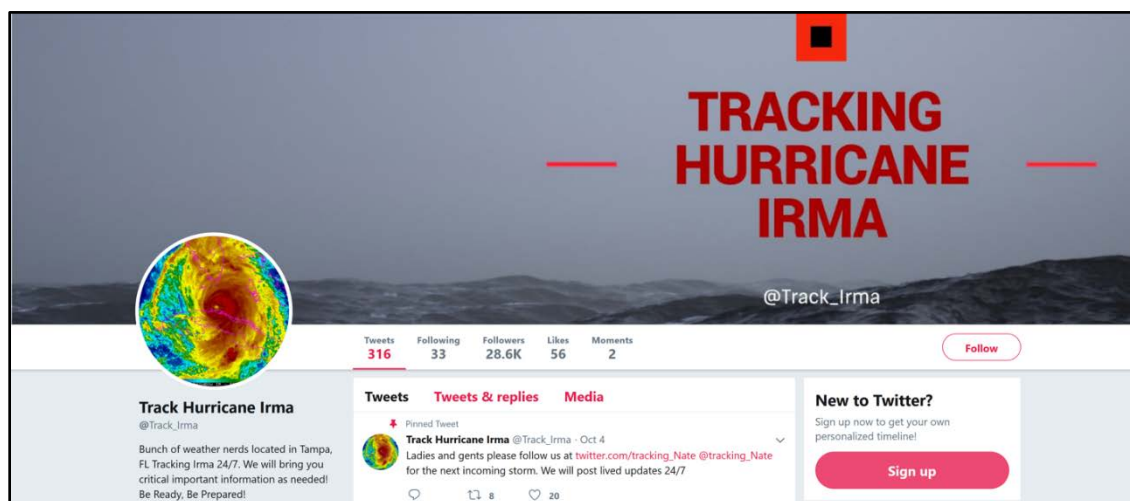 TRACKING
HURRICANE
IRMA
@Track_Irma
Tweets Following Followers Likes Moments
316 33 28.6K 56 2
Follow
Track Hurricane Irma
@Track_Irma
Bunch of weather nerds located in Tampa,
FL Tracking Irma 24/7. We will bring you
critical important information as needed!
Be Ready, Be Prepared!
Tweets Tweets & replies Media
Pinned Tweet
Track Hurricane Irma @Track_Irma · Oct 4
Ladies and gents please follow us at twitter.com/tracking_Nate @tracking_Nate
for the next incoming storm. We will post lived updates 24/7
8 20
New to Twitter?
Sign up now to get your own
personalized timeline!
Sign up